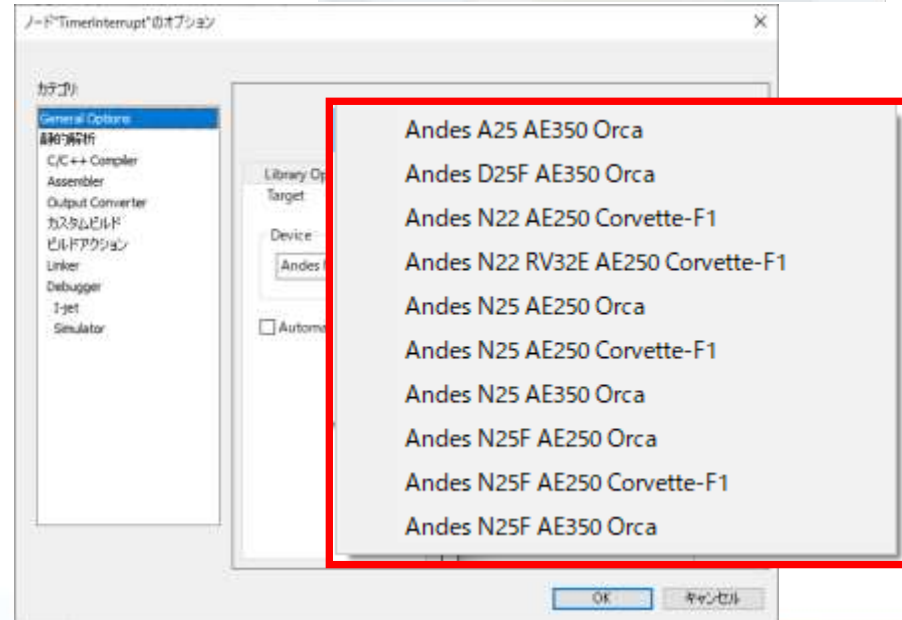 ノード"TimerInterrupt"のオプション
カテゴリ:
General Options
静的解析
C/C++ Compiler
Assembler
Output Converter
カスタムビルド
ビルドアクション
Linker
Debugger
I-jet
Simulator
Library
Target
Device
Andes
OK
キャンセル
Andes A25 AE350 Orca
Andes D25F AE350 Orca
Andes N22 AE250 Corvette-F1
Andes N22 RV32E AE250 Corvette-F1
Andes N25 AE250 Orca
Andes N25 AE250 Corvette-F1
Andes N25 AE350 Orca
Andes N25F AE250 Orca
Andes N25F AE250 Corvette-F1
Andes N25F AE350 Orca